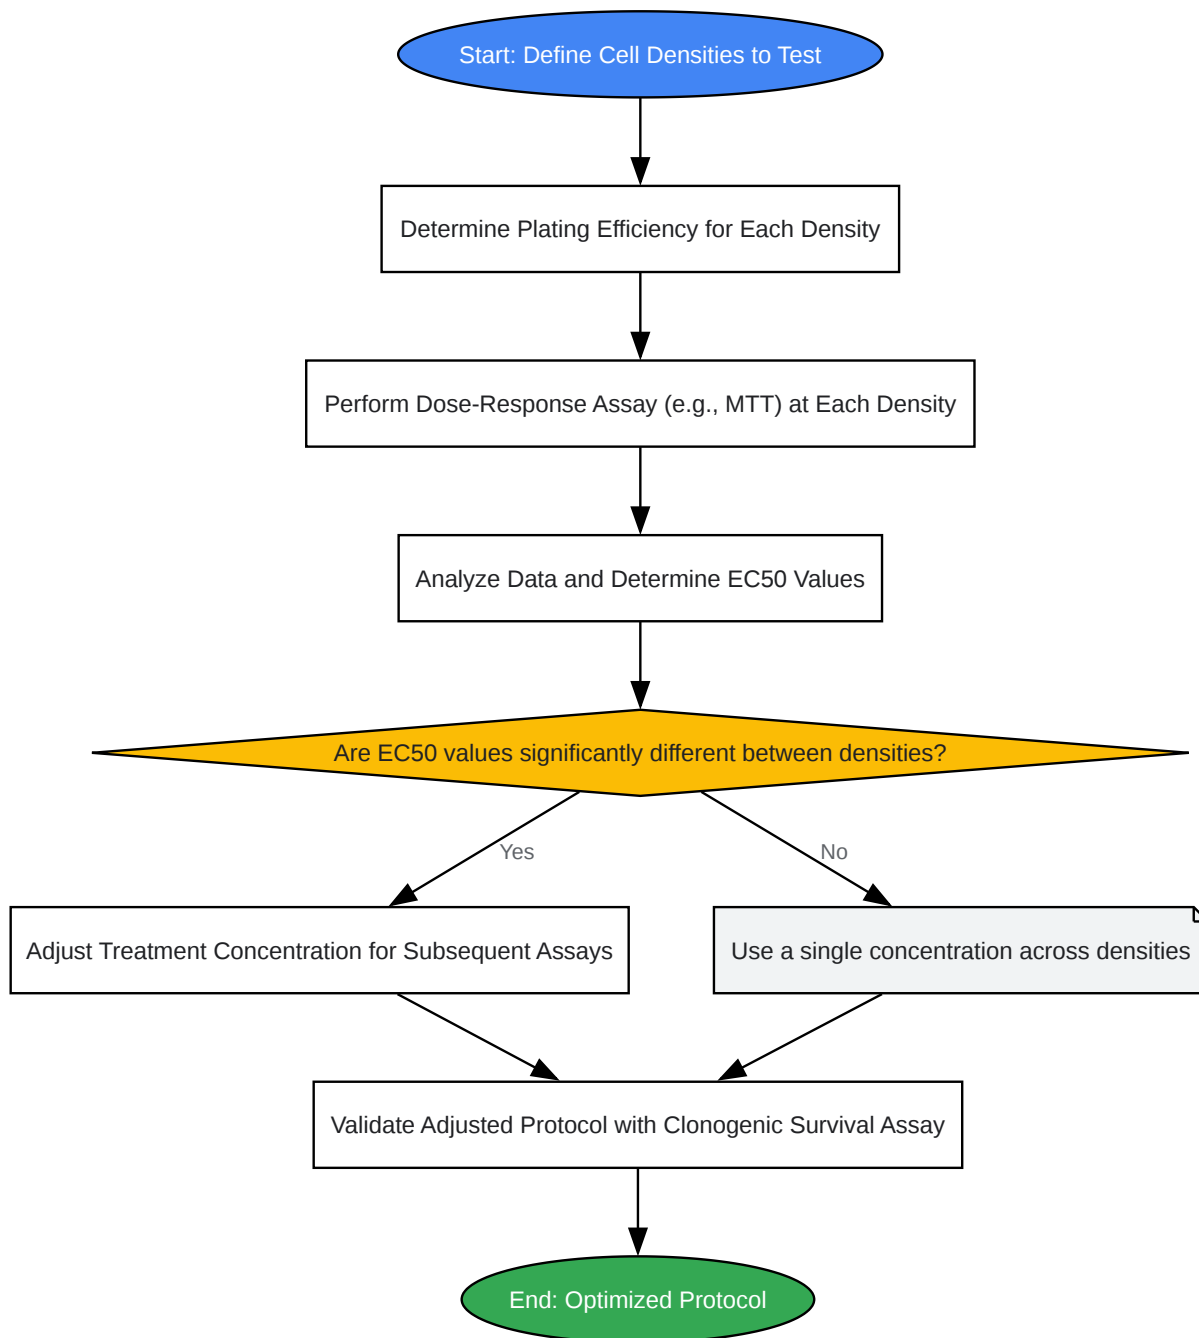 Start: Define Cell Densities to Test
Determine Plating Efficiency for Each Density
Perform Dose-Response Assay (e.g., MTT) at Each Density
Analyze Data and Determine EC50 Values
Are EC50 values significantly different between densities?
Yes
No
Adjust Treatment Concentration for Subsequent Assays
Use a single concentration across densities
Validate Adjusted Protocol with Clonogenic Survival Assay
End: Optimized Protocol